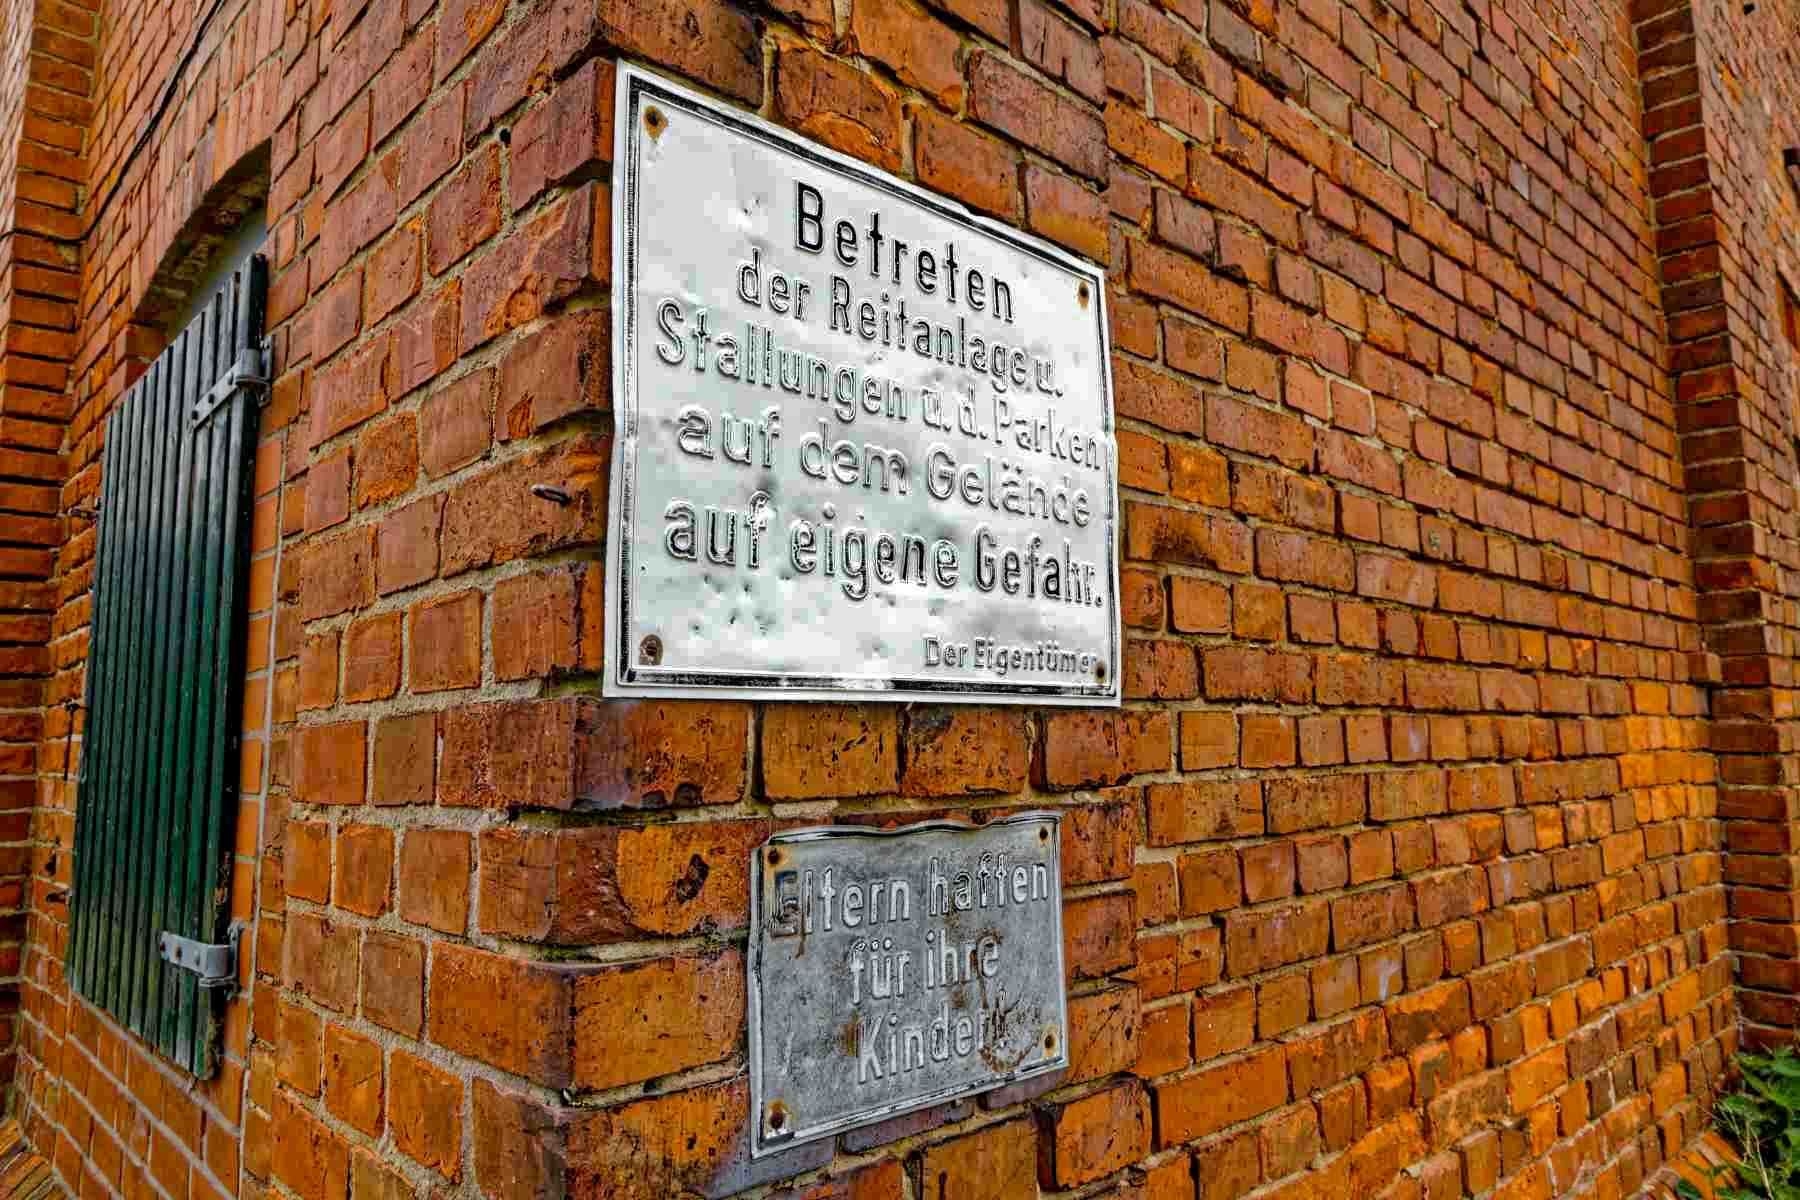 Betreten
der Reitanlage u.
Stallungen u. d. Parken
auf dem Gelände
auf eigene Gefahr.
Der Eigentümer
Eltern haften
für ihre
Kinder!